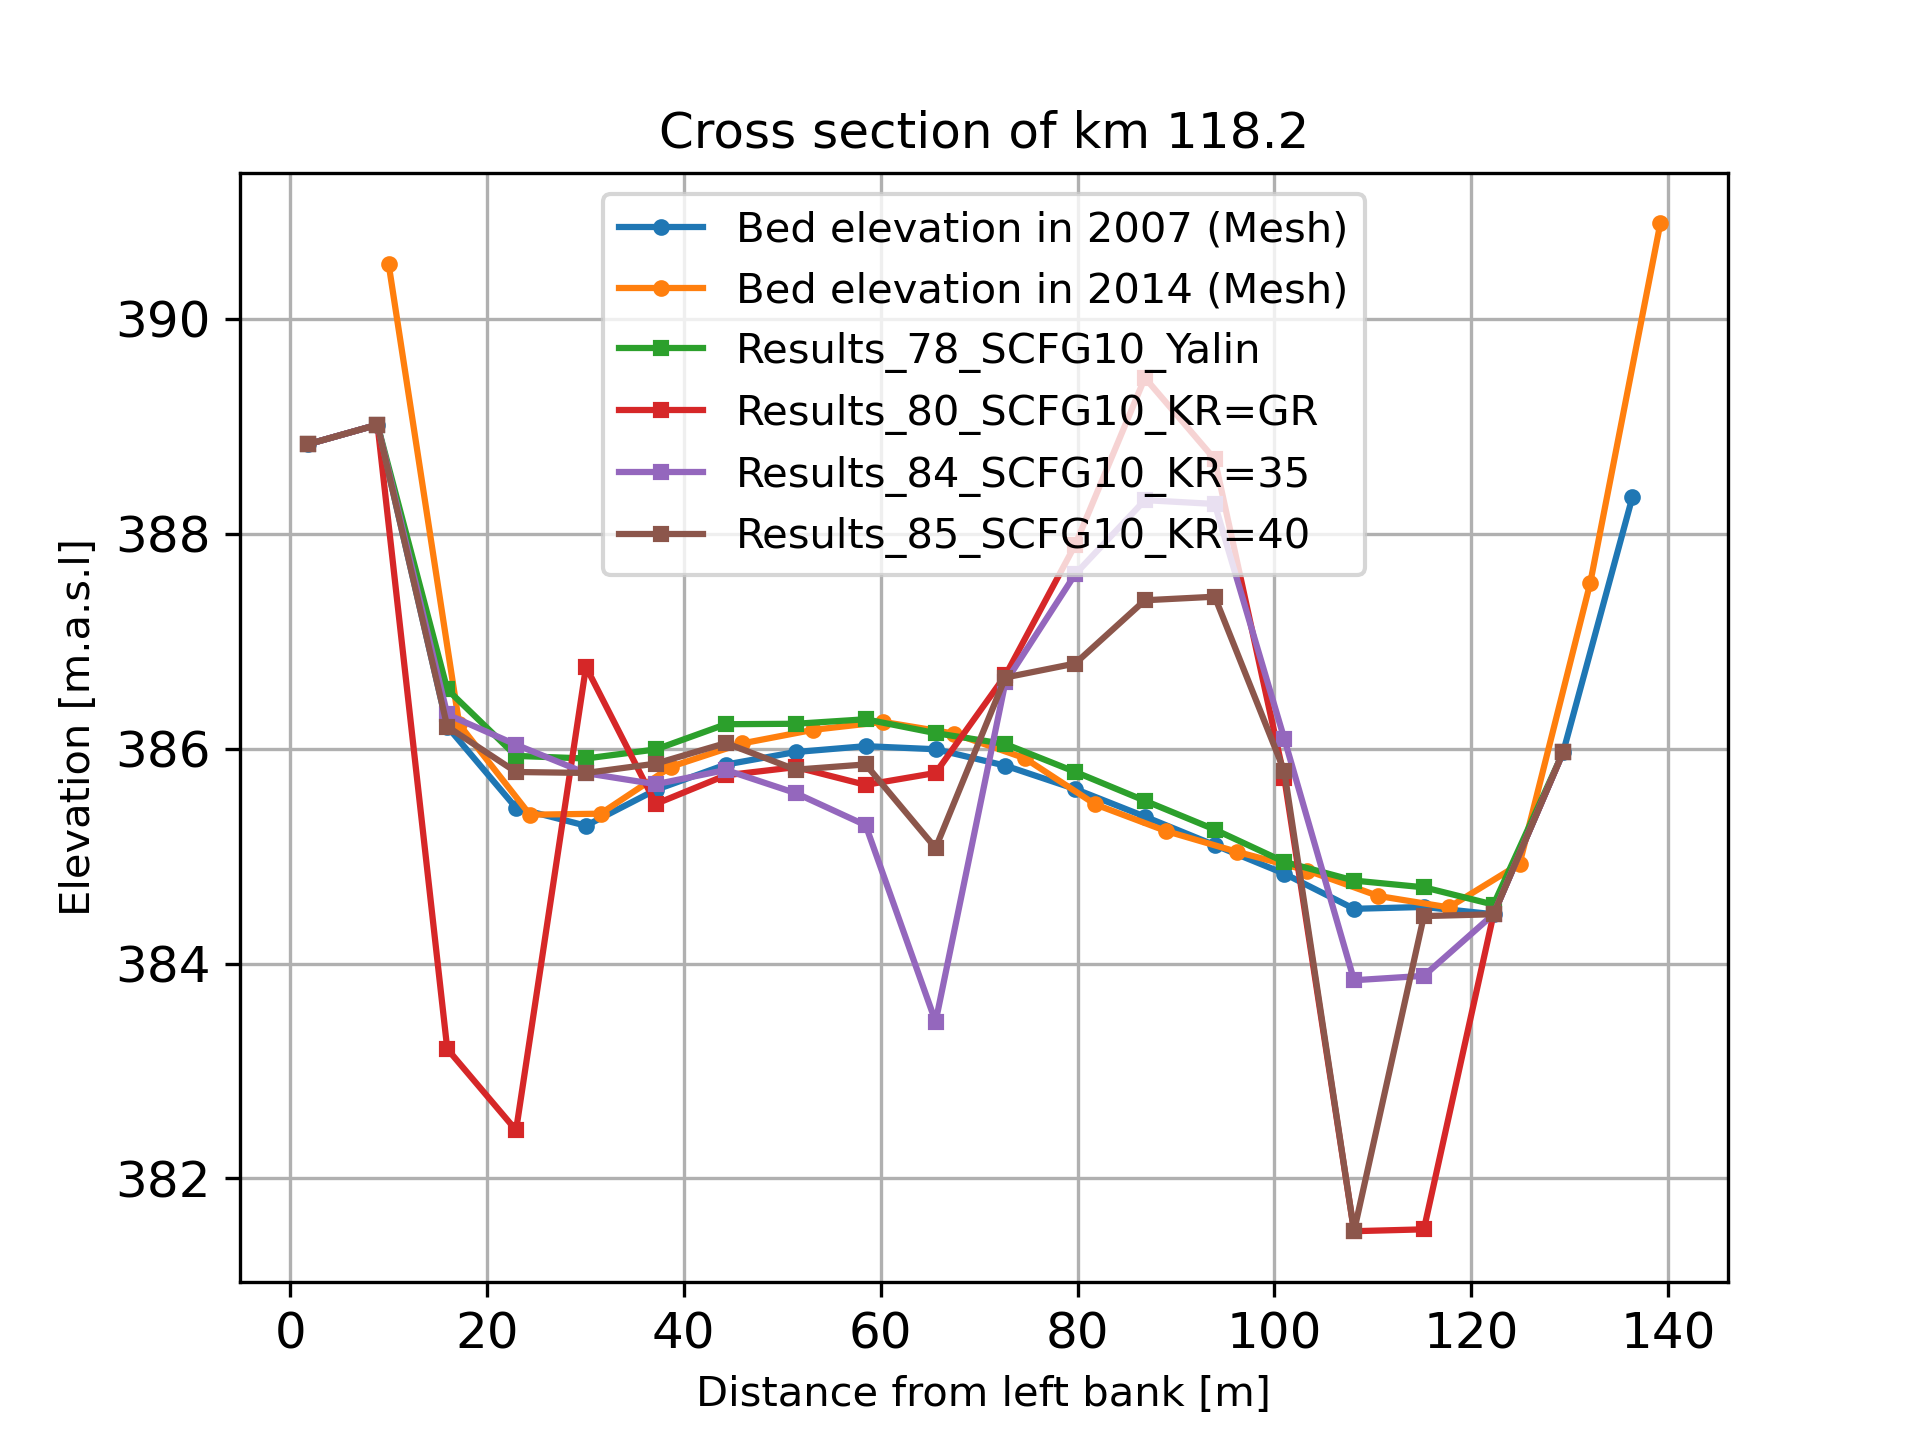 Cross section of km 118.2
Bed elevation in 2007 (Mesh)
Bed elevation in 2014 (Mesh)
Results_78_SCFG10_Yalin
Results_80_SCFG10_KR=GR
Results_84_SCFG10_KR=35
Results_85_SCFG10_KR=40
390
388
386
384
382
Elevation [m.a.s.l]
0 20 40 60 80 100 120 140
Distance from left bank [m]